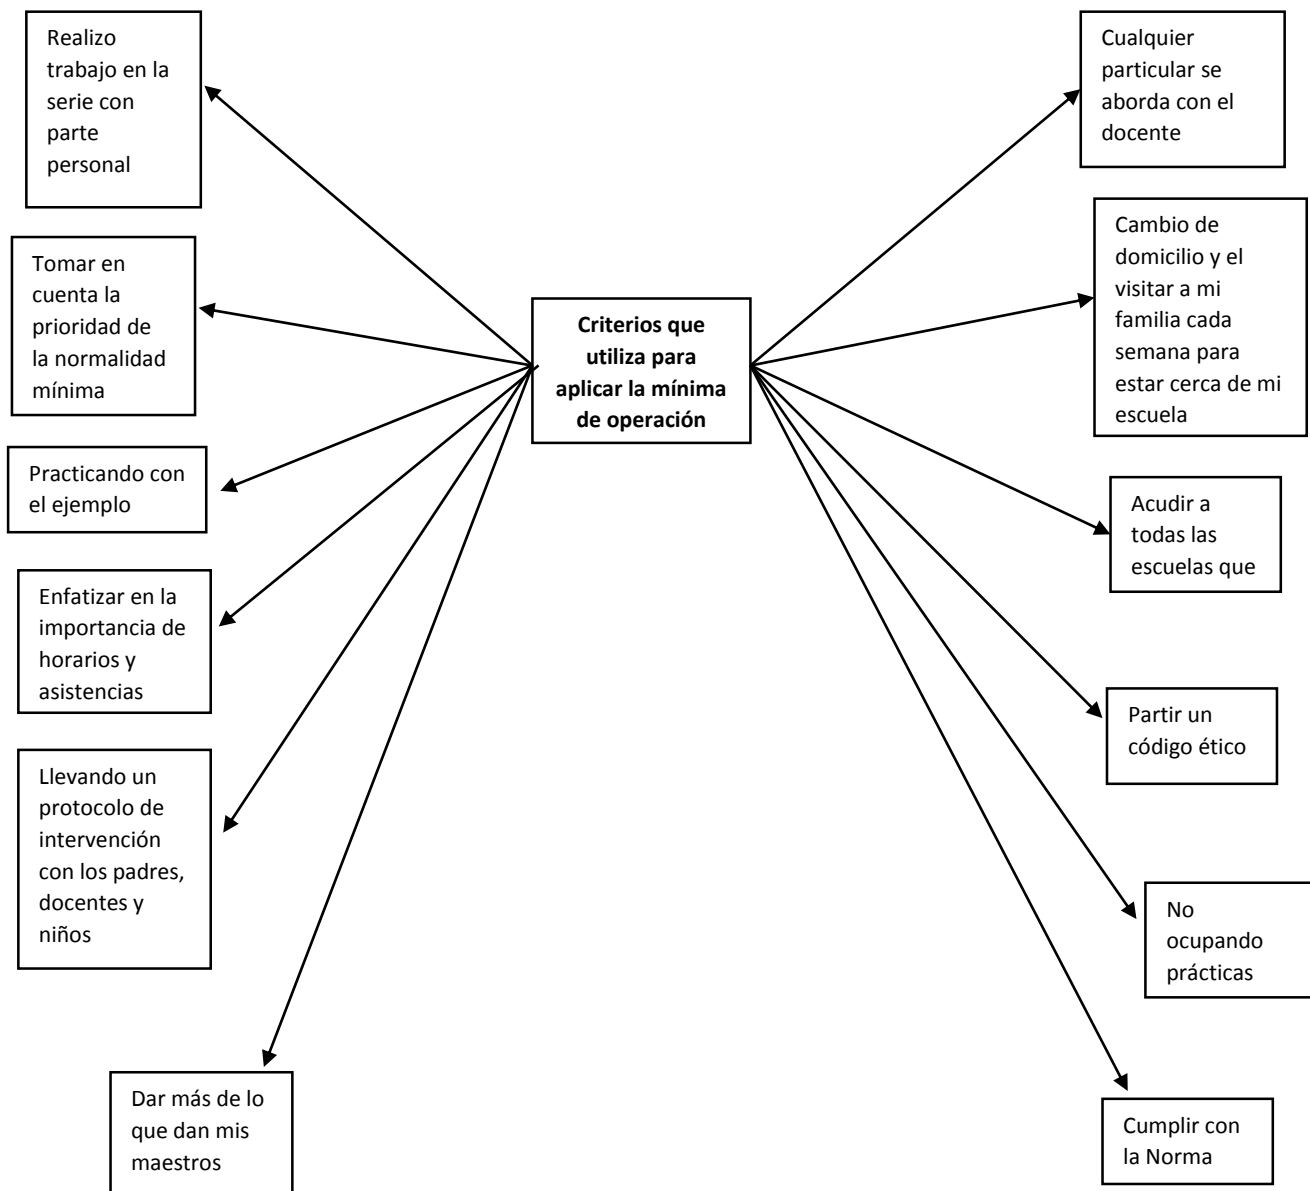 Realizo
trabajo en la
serie con
parte
personal
Tomar en
cuenta la
prioridad de
la normalidad
mínima
Practicando con
el ejemplo
Enfatizar en la
importancia de
horarios y
asistencias
Llevando un
protocolo de
intervención
con los padres,
docentes y
niños
Dar más de lo
que dan mis
maestros
Criterios que
utiliza para
aplicar la mínima
de operación
Cualquier
particular se
aborda con el
docente
Cambio de
domicilio y el
visitar a mi
familia cada
semana para
estar cerca de mi
escuela
Acudir a
todas las
escuelas que
Partir un
código ético
No
ocupando
prácticas
Cumplir con
la Norma